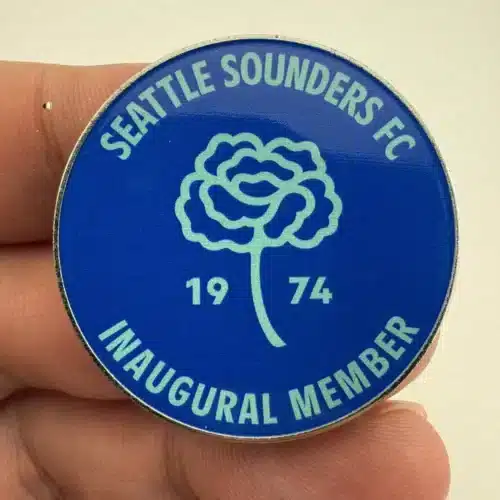 SEATTLE SOUNDERS FC
19 74
INAUGURAL MEMBER